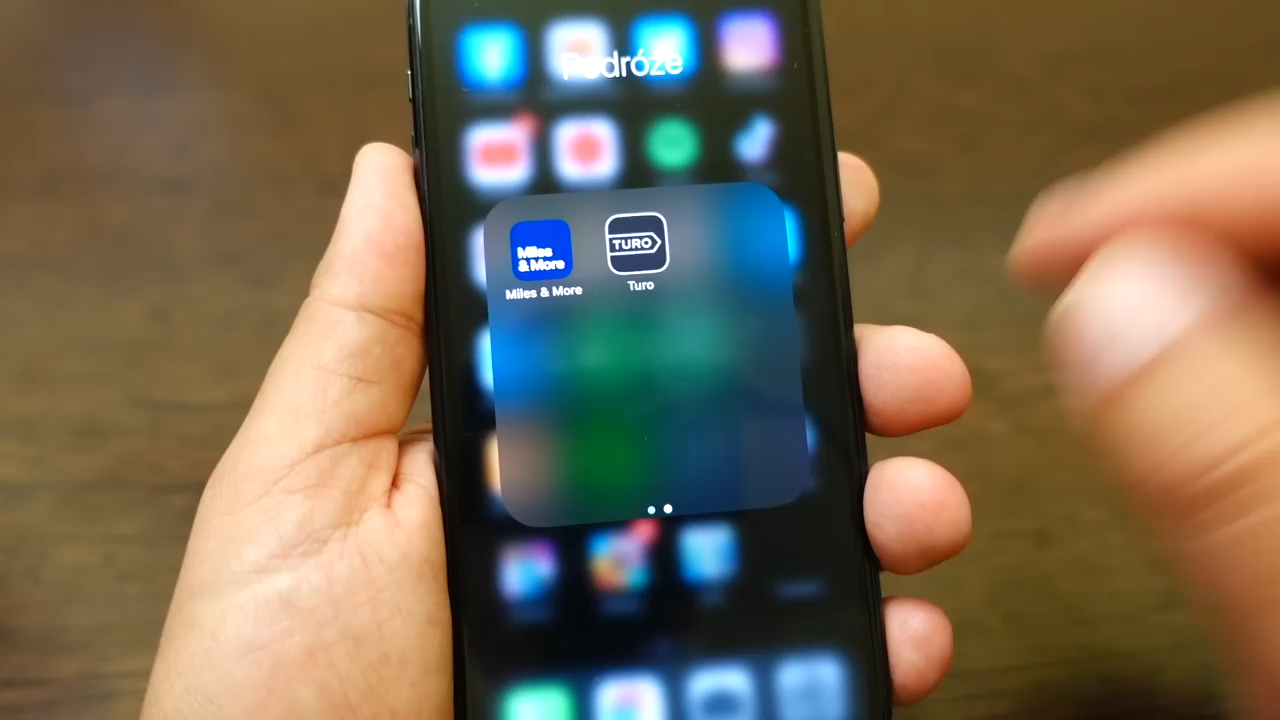 Podróże
Miles
& More
TURO
Miles & More
Turo